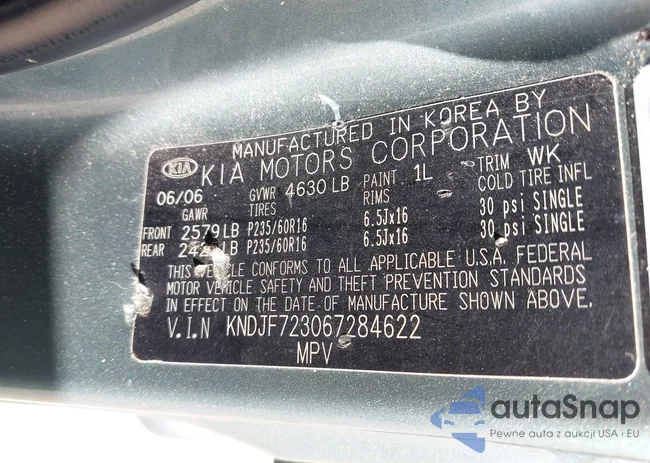 MANUFACTURED IN KOREA BY
KIA KIA MOTORS CORPORATION
06/06 GVWR 4630 LB PAINT 1L TRIM WK
GAWR TIRES RIMS COLD TIRE INFL
FRONT 2579 LB P235/60R16 6.5Jx16 30 psi SINGLE
REAR LB P235/60R16 6.5Jx16 30 psi SINGLE
THIS VEHICLE CONFORMS TO ALL APPLICABLE U.S.A. FEDERAL
MOTOR VEHICLE SAFETY AND THEFT PREVENTION STANDARDS
IN EFFECT ON THE DATE OF MANUFACTURE SHOWN ABOVE.
V.I.N KNDJF723067284622
MPV
autaSnap
Pewne auta z aukcji USA i EU